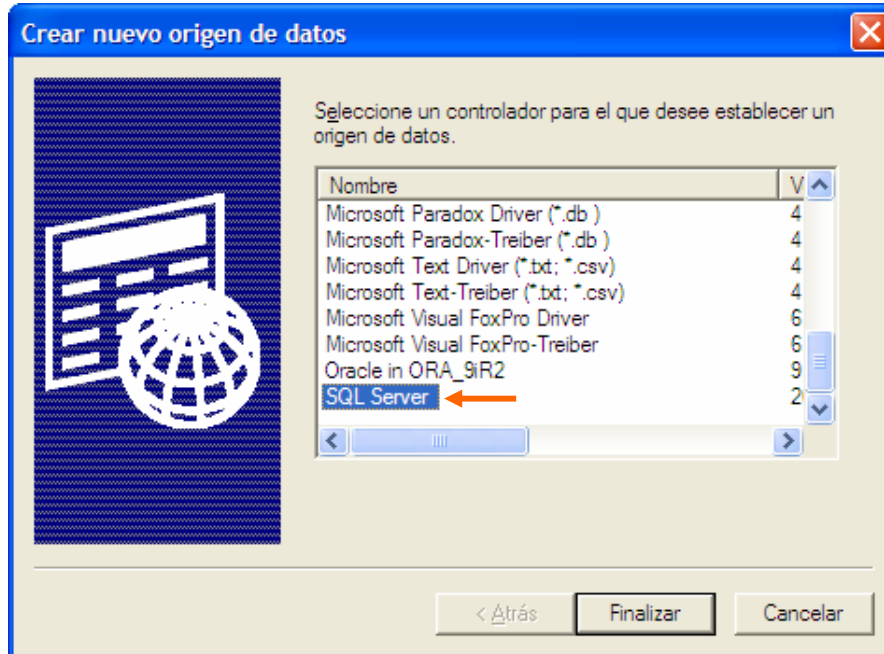 Crear nuevo origen de datos
Seleccione un controlador para el que desee establecer un
origen de datos.
Nombre V
Microsoft Paradox Driver (*.db ) 4
Microsoft Paradox-Treiber (*.db ) 4
Microsoft Text Driver (*.txt; *.csv) 4
Microsoft Text-Treiber (*.txt; *.csv) 4
Microsoft Visual FoxPro Driver 6
Microsoft Visual FoxPro-Treiber 6
Oracle in ORA_9iR2 9
SQL Server 2
< Atrás Finalizar Cancelar